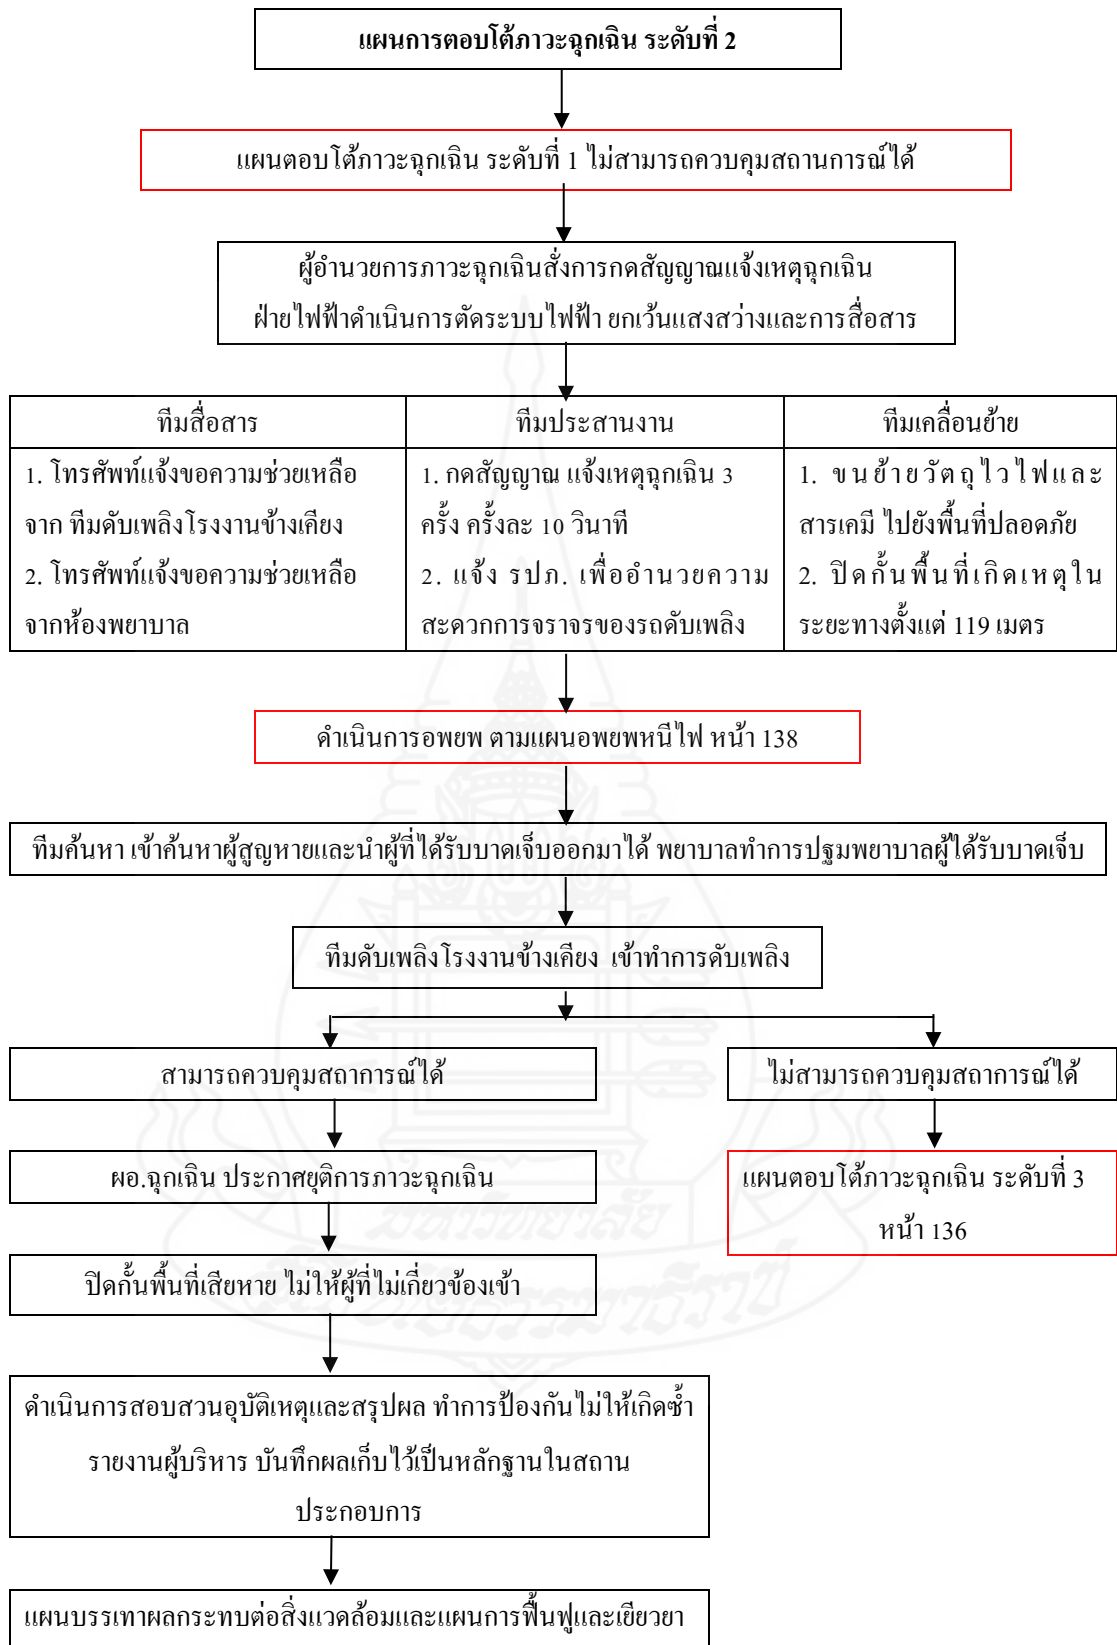 แผนการตอบโต้ภาวะฉุกเฉิน ระดับที่ 2
แผนตอบโต้ภาวะฉุกเฉิน ระดับที่ 1 ไม่สามารถควบคุมสถานการณ์ได้
ผู้อำนวยการภาวะฉุกเฉินสั่งการกดสัญญาณแจ้งเหตุฉุกเฉิน
ฝ่ายไฟฟ้าดำเนินการตัดระบบไฟฟ้า ยกเว้นแสงสว่างและการสื่อสาร
ทีมสื่อสาร
1. โทรศัพท์แจ้งขอความช่วยเหลือ
จาก ทีมดับเพลิงโรงงานข้างเคียง
2. โทรศัพท์แจ้งขอความช่วยเหลือ
จากห้องพยาบาล
ทีมประสานงาน
1. กดสัญญาณ แจ้งเหตุฉุกเฉิน 3
ครั้ง ครั้งละ 10 วินาที
2. แจ้ง รปภ. เพื่ออำนวยความ
สะดวกการจราจรของรถดับเพลิง
ทีมเคลื่อนย้าย
1. ขนย้ายวัตถุไวไฟและ
สารเคมี ไปยังพื้นที่ปลอดภัย
2. ปิดกั้นพื้นที่เกิดเหตุใน
ระยะทางตั้งแต่ 119 เมตร
ดำเนินการอพยพ ตามแผนอพยพหนีไฟ หน้า 138
ทีมค้นหา เข้าค้นหาผู้สูญหายและนำผู้ที่ได้รับบาดเจ็บออกมาได้ พยาบาลทำการปฐมพยาบาลผู้ได้รับบาดเจ็บ
ทีมดับเพลิงโรงงานข้างเคียง เข้าทำการดับเพลิง
สามารถควบคุมสถาการณ์ได้
ไม่สามารถควบคุมสถาการณ์ได้
ผอ.ฉุกเฉิน ประกาศยุติการภาวะฉุกเฉิน
แผนตอบโต้ภาวะฉุกเฉิน ระดับที่ 3
หน้า 136
ปิดกั้นพื้นที่เสียหาย ไม่ให้ผู้ที่ไม่เกี่ยวข้องเข้า
ดำเนินการสอบสวนอุบัติเหตุและสรุปผล ทำการป้องกันไม่ให้เกิดซ้ำ
รายงานผู้บริหาร บันทึกผลเก็บไว้เป็นหลักฐานในสถาน
ประกอบการ
แผนบรรเทาผลกระทบต่อสิ่งแวดล้อมและแผนการฟื้นฟูและเยียวยา
มหาวิทยาลัย
สุโขทัยธรรมาธิราช